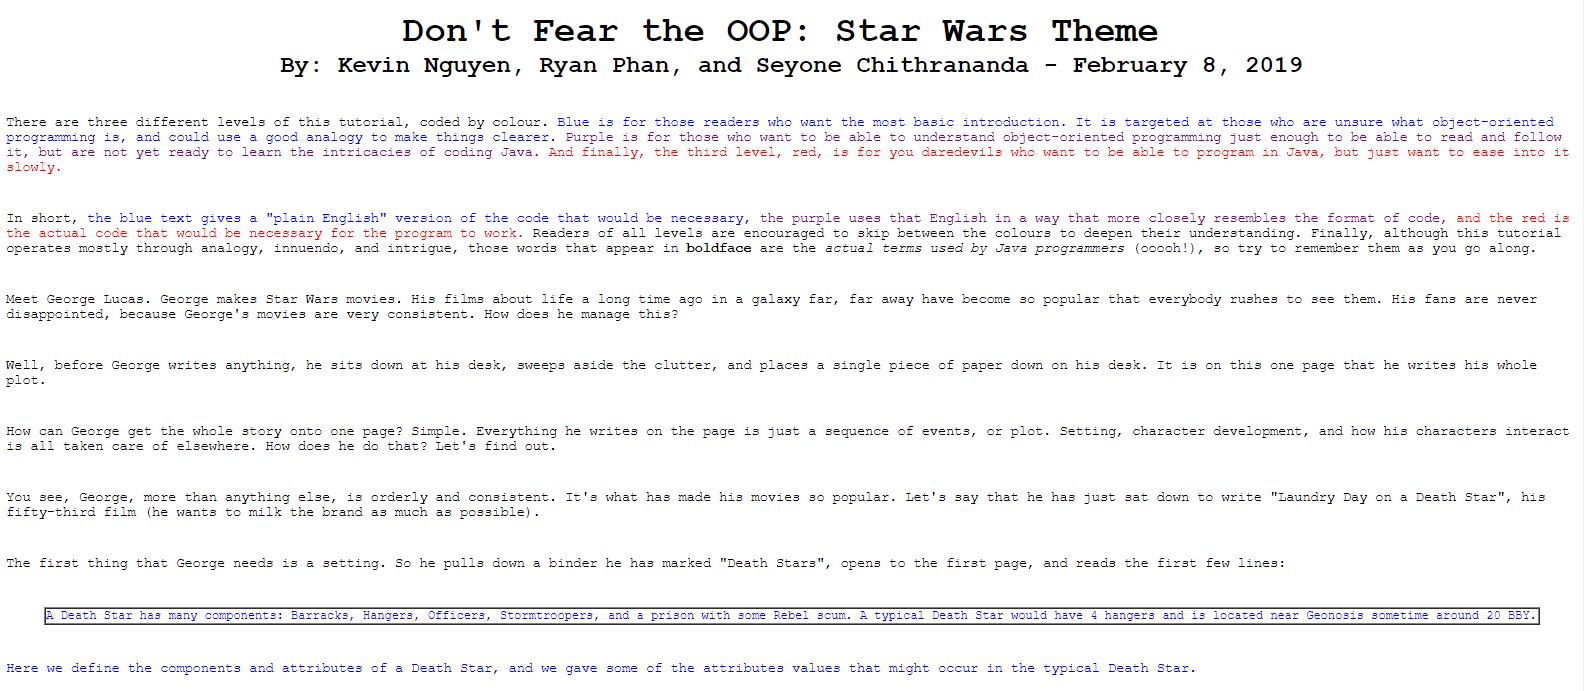 Don't Fear the OOP: Star Wars Theme
By: Kevin Nguyen, Ryan Phan, and Seyone Chithrananda - February 8, 2019
There are three different levels of this tutorial, coded by colour. Blue is for those readers who want the most basic introduction. It is targeted at those who are unsure what object-oriented
programming is, and could use a good analogy to make things clearer. Purple is for those who want to be able to understand object-oriented programming just enough to be able to read and follow
it, but are not yet ready to learn the intricacies of coding Java. And finally, the third level, red, is for you daredevils who want to be able to program in Java, but just want to ease into it
slowly.
In short, the blue text gives a "plain English" version of the code that would be necessary, the purple uses that English in a way that more closely resembles the format of code, and the red is
the actual code that would be necessary for the program to work. Readers of all levels are encouraged to skip between the colours to deepen their understanding. Finally, although this tutorial
operates mostly through analogy, innuendo, and intrigue, those words that appear in boldface are the actual terms used by Java programmers (ooooh!), so try to remember them as you go along.
Meet George Lucas. George makes Star Wars movies. His films about life a long time ago in a galaxy far, far away have become so popular that everybody rushes to see them. His fans are never
disappointed, because George's movies are very consistent. How does he manage this?
Well, before George writes anything, he sits down at his desk, sweeps aside the clutter, and places a single piece of paper down on his desk. It is on this one page that he writes his whole
plot.
How can George get the whole story onto one page? Simple. Everything he writes on the page is just a sequence of events, or plot. Setting, character development, and how his characters interact
is all taken care of elsewhere. How does he do that? Let's find out.
You see, George, more than anything else, is orderly and consistent. It's what has made his movies so popular. Let's say that he has just sat down to write "Laundry Day on a Death Star", his
fifty-third film (he wants to milk the brand as much as possible).
The first thing that George needs is a setting. So he pulls down a binder he has marked "Death Stars", opens to the first page, and reads the first few lines:
A Death Star has many components: Barracks, Hangers, Officers, Stormtroopers, and a prison with some Rebel scum. A typical Death Star would have 4 hangers and is located near Geonosis sometime around 20 BBY.
Here we define the components and attributes of a Death Star, and we gave some of the attributes values that might occur in the typical Death Star.